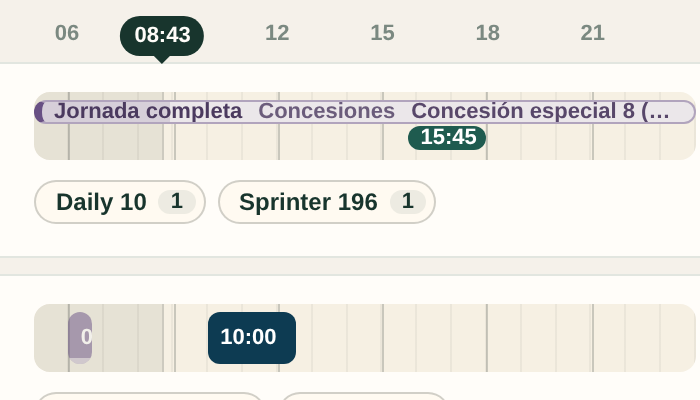 06 08:43 12 15 18 21
Jornada completa Concesiones Concesión especial 8 (…
15:45
Daily 10 1 Sprinter 196 1
0 10:00